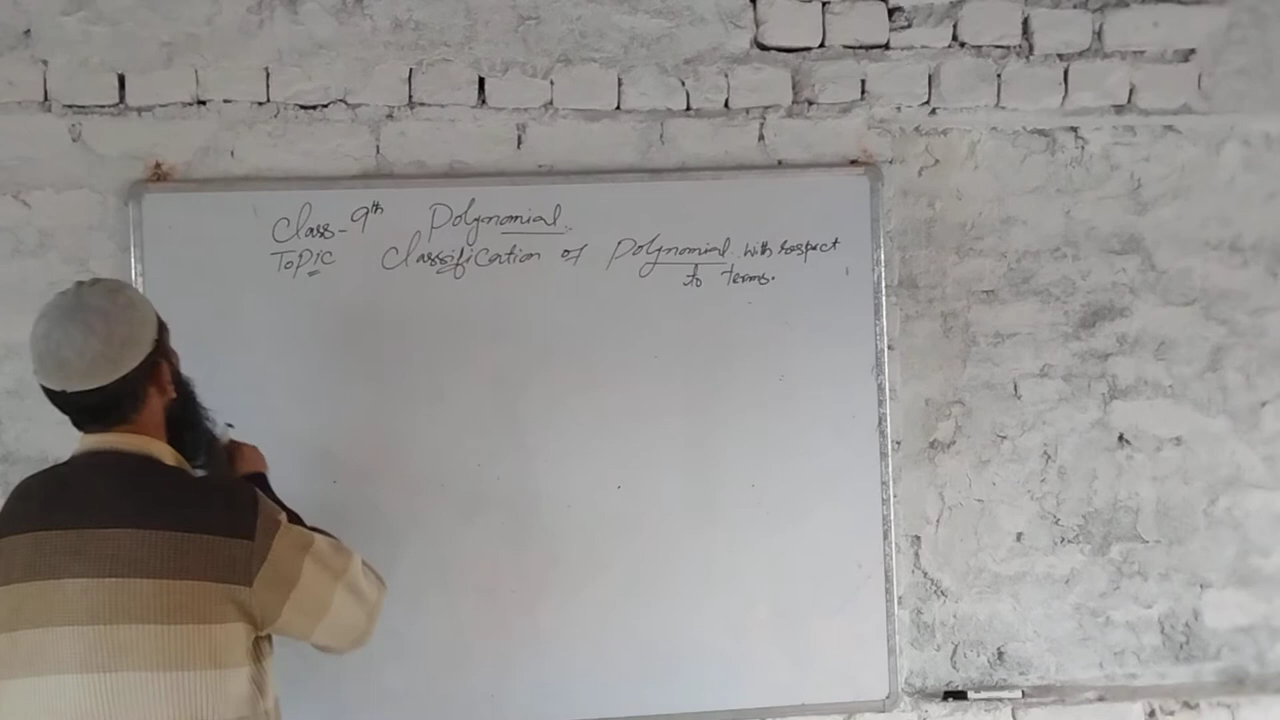 Class-9th Polynomial
Topic Classification of Polynomial with respect
to terms.